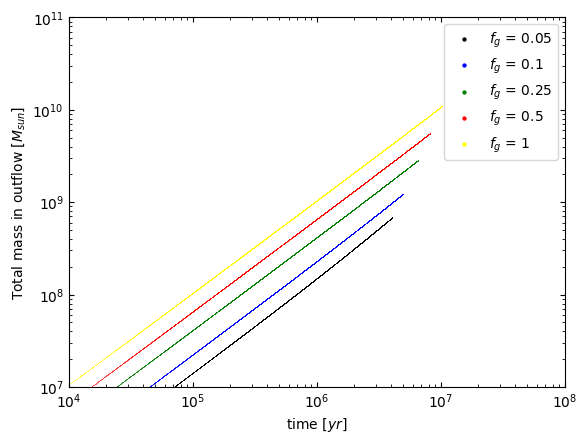 10^11
10^10
10^9
10^8
10^7
Total mass in outflow [M_sun]
f_g = 0.05
f_g = 0.1
f_g = 0.25
f_g = 0.5
f_g = 1
10^4 10^5 10^6 10^7 10^8
time [yr]